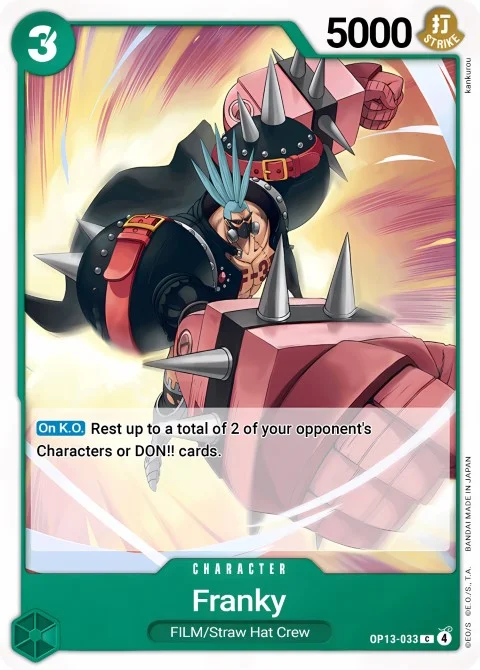 3
5000
打
STRIKE
kankurou
On K.O. Rest up to a total of 2 of your opponent's
Characters or DON!! cards.
CHARACTER
Franky
FILM/Straw Hat Crew
OP13-033 C 4
©EO/S ©E.O./S., T.A. BANDAI MADE IN JAPAN